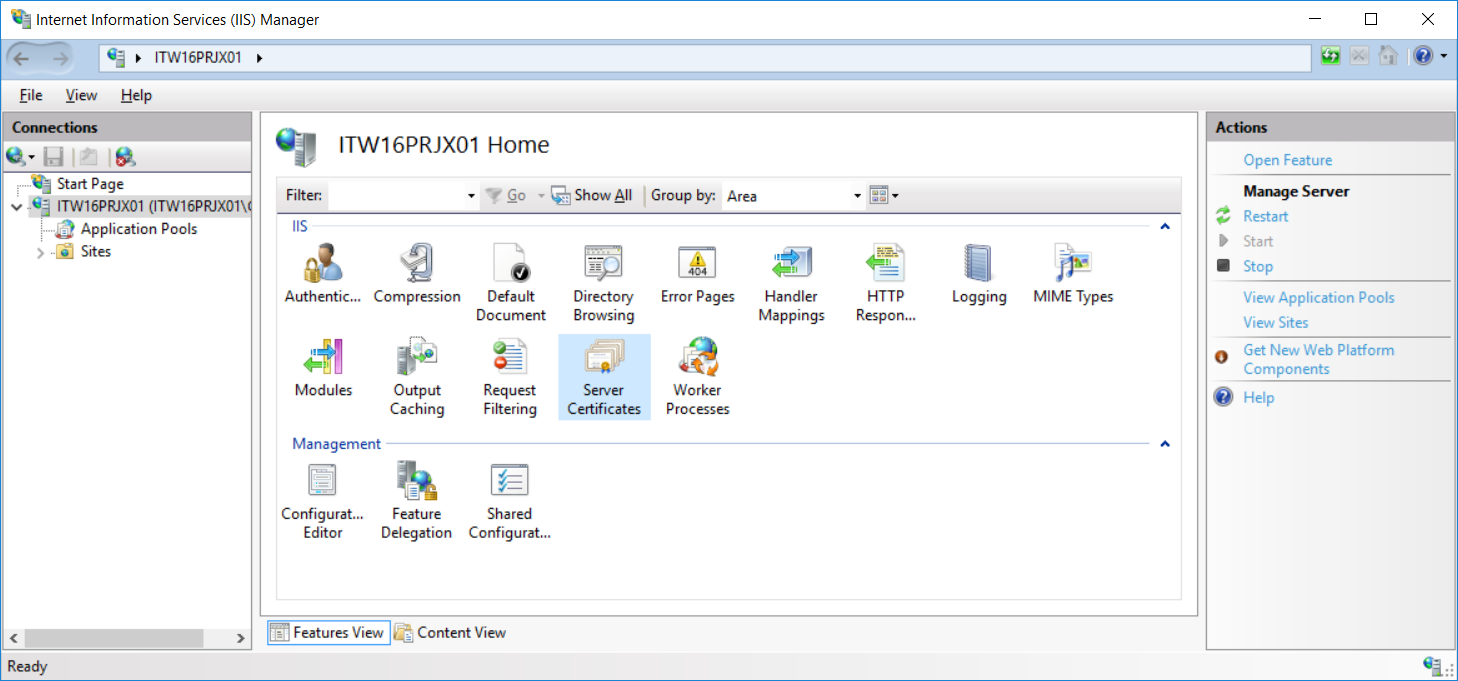 Internet Information Services (IIS) Manager
ITW16PRJX01
File View Help
Connections
Start Page
ITW16PRJX01 (ITW16PRJX01\
Application Pools
Sites
ITW16PRJX01 Home
Filter: Go Show All Group by: Area
IIS
Authentic... Compression Default Document Directory Browsing Error Pages Handler Mappings HTTP Respon... Logging MIME Types
404
Modules Output Caching Request Filtering Server Certificates Worker Processes
Management
Configurat... Editor Feature Delegation Shared Configurat...
Features View Content View
Actions
Open Feature
Manage Server
Restart
Start
Stop
View Application Pools
View Sites
Get New Web Platform
Components
Help
Ready